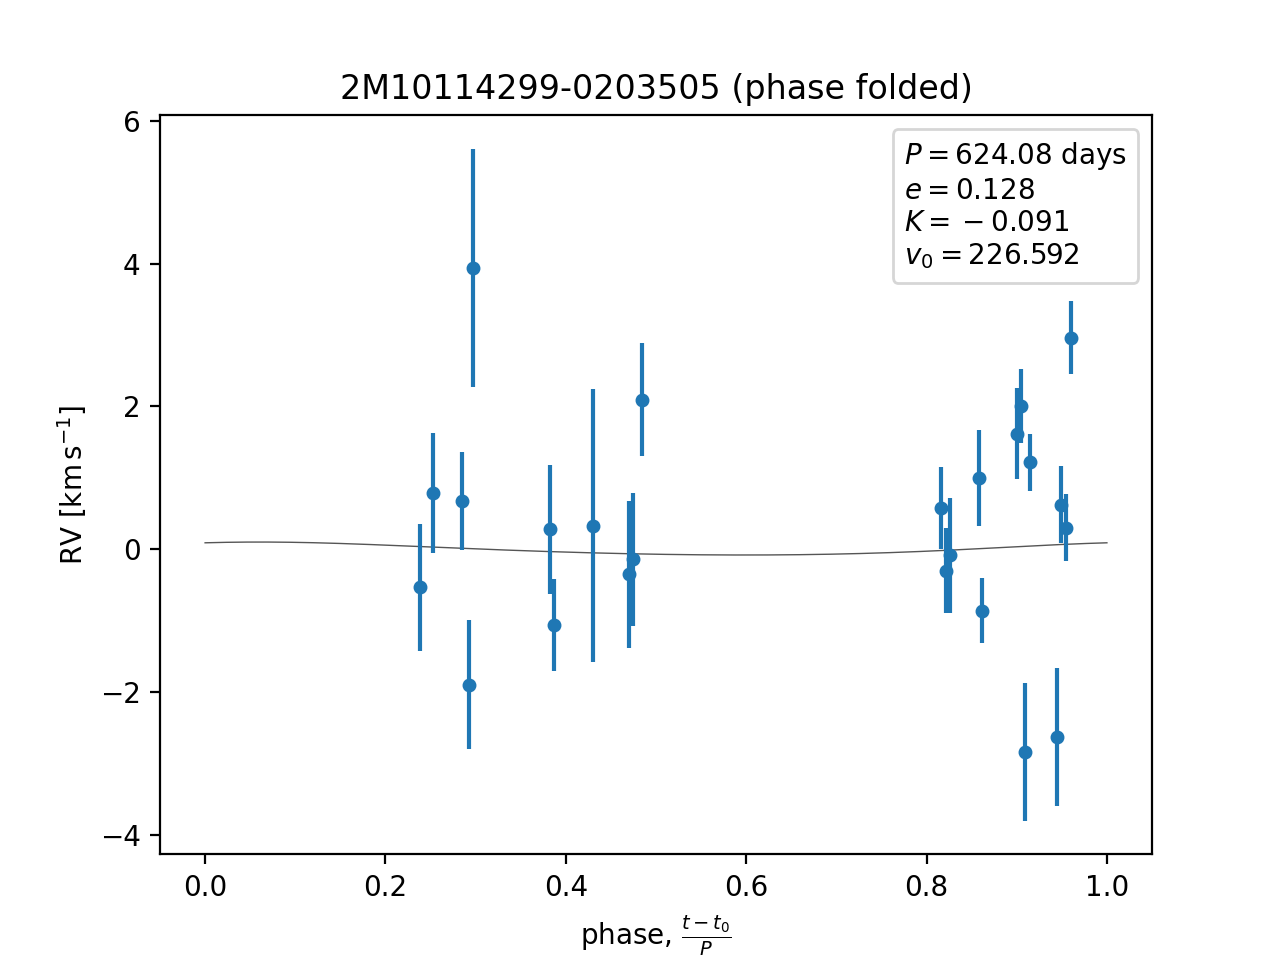 2M10114299-0203505 (phase folded)
P = 624.08 days
e = 0.128
K = −0.091
v₀ = 226.592
6
4
2
0
−2
−4
RV [km s⁻¹]
0.0 0.2 0.4 0.6 0.8 1.0
phase, (t − t₀)/P